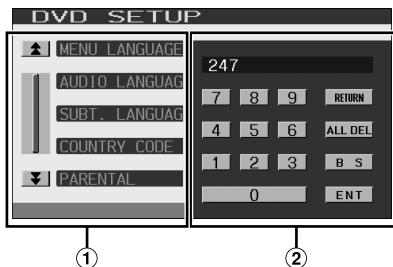 DVD SETUP
MENU LANGUAGE
AUDIO LANGUAG
SUBT. LANGUAG
COUNTRY CODE
PARENTAL
247
7 8 9 RETURN
4 5 6 ALL DEL
1 2 3 B S
0 ENT
① ②